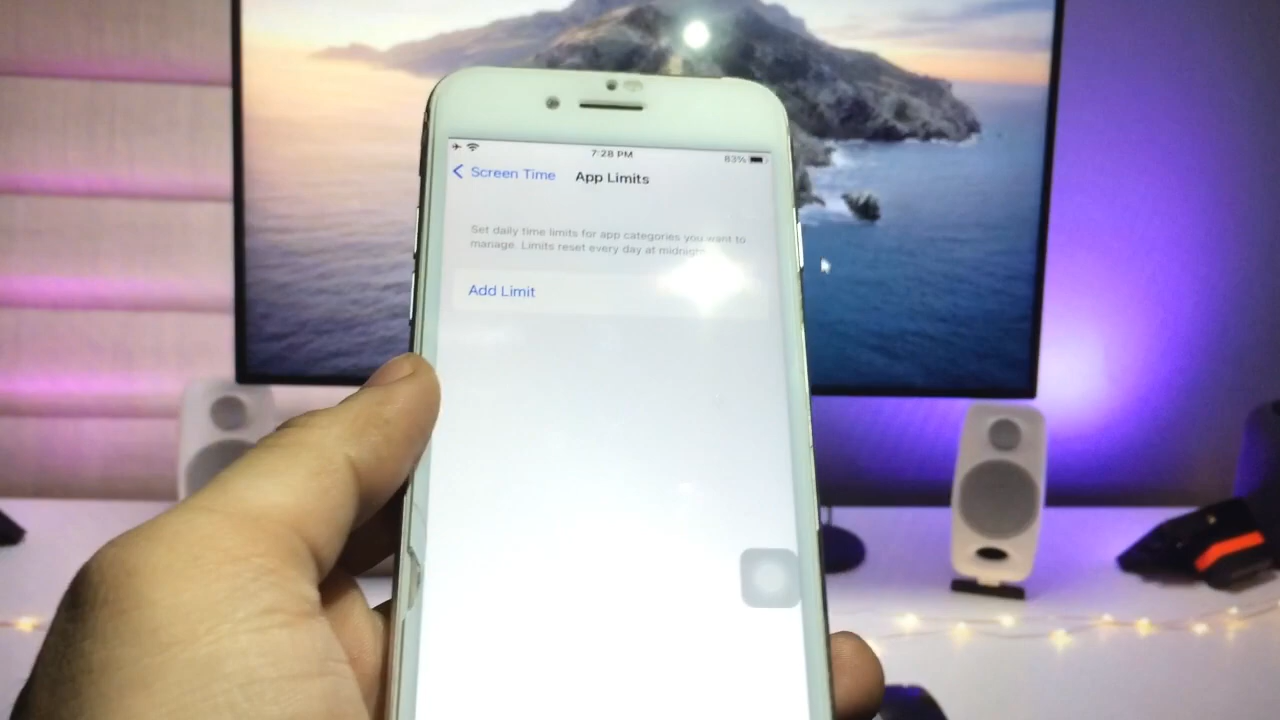 7:28 PM
83%
Screen Time
App Limits
Set daily time limits for app categories you want to
manage. Limits reset every day at midnight.
Add Limit